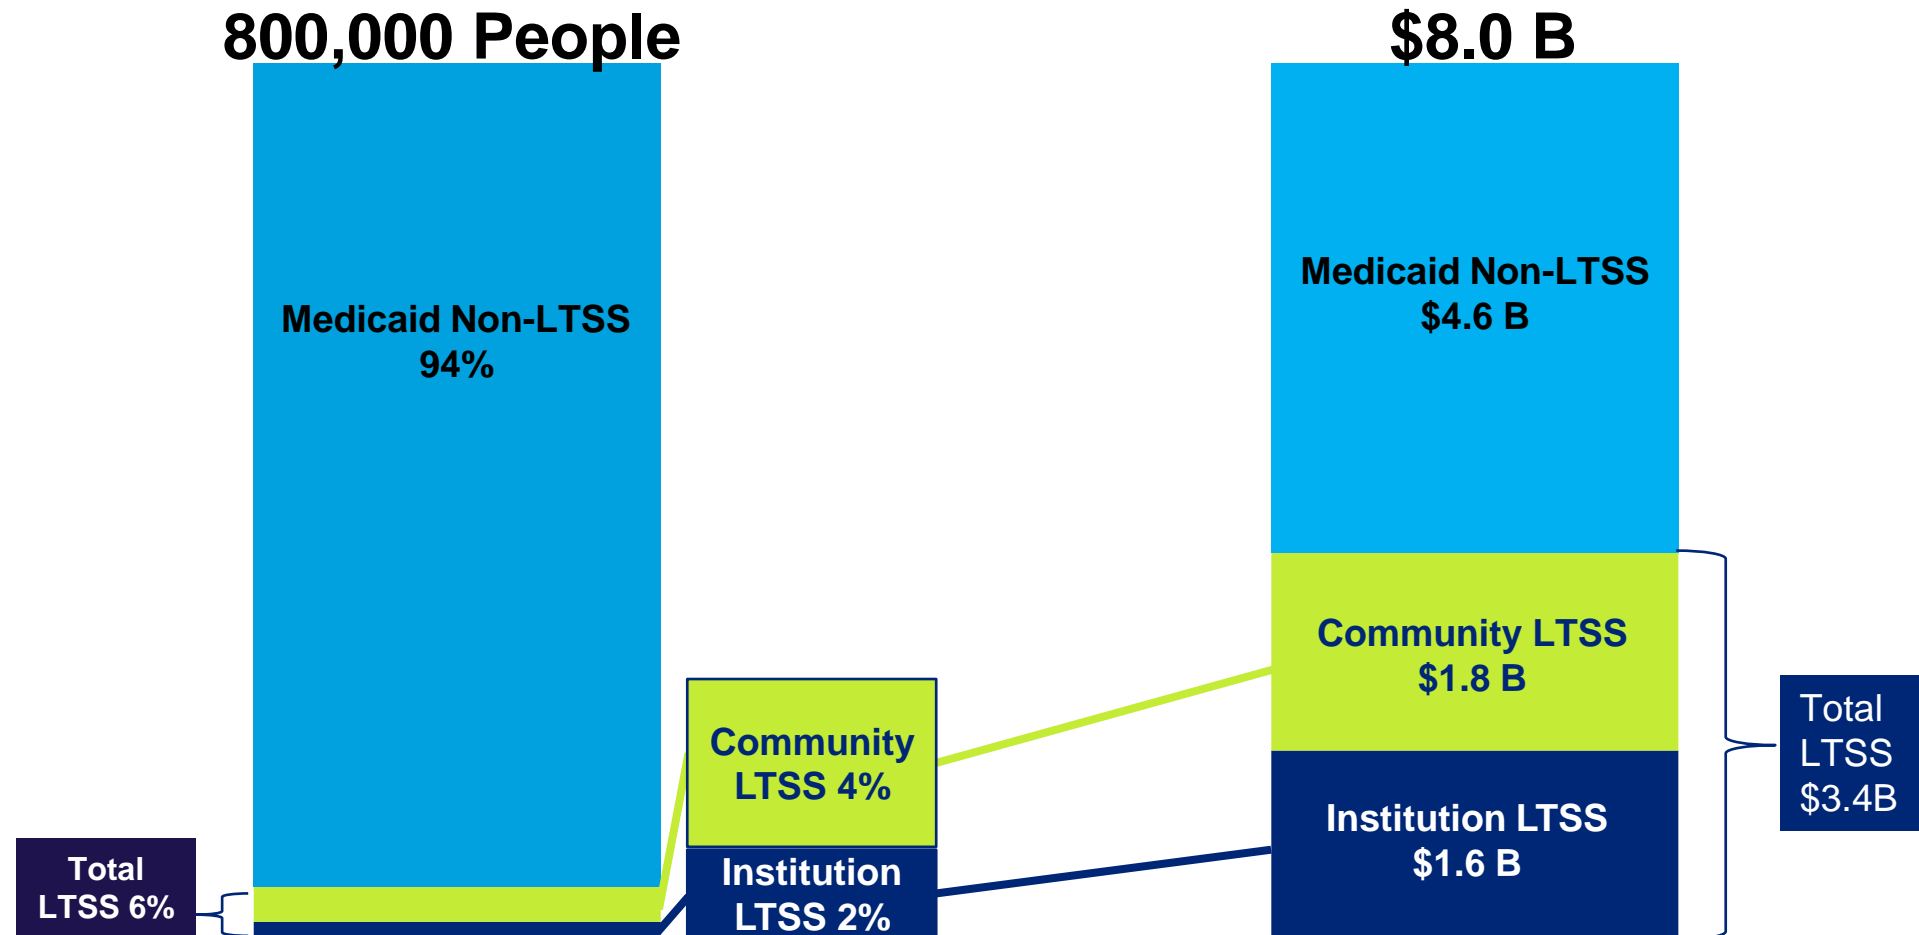 800,000 People
$8.0 B
Medicaid Non-LTSS
94%
Medicaid Non-LTSS
$4.6 B
Community
LTSS 4%
Community LTSS
$1.8 B
Total
LTSS
$3.4B
Total
LTSS 6%
Institution
LTSS 2%
Institution LTSS
$1.6 B